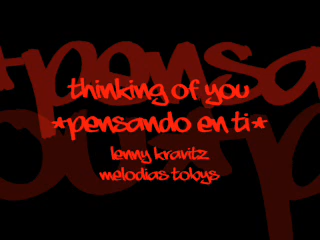 thinking of you
*pensando en ti*
lenny kravitz
melodias tobys